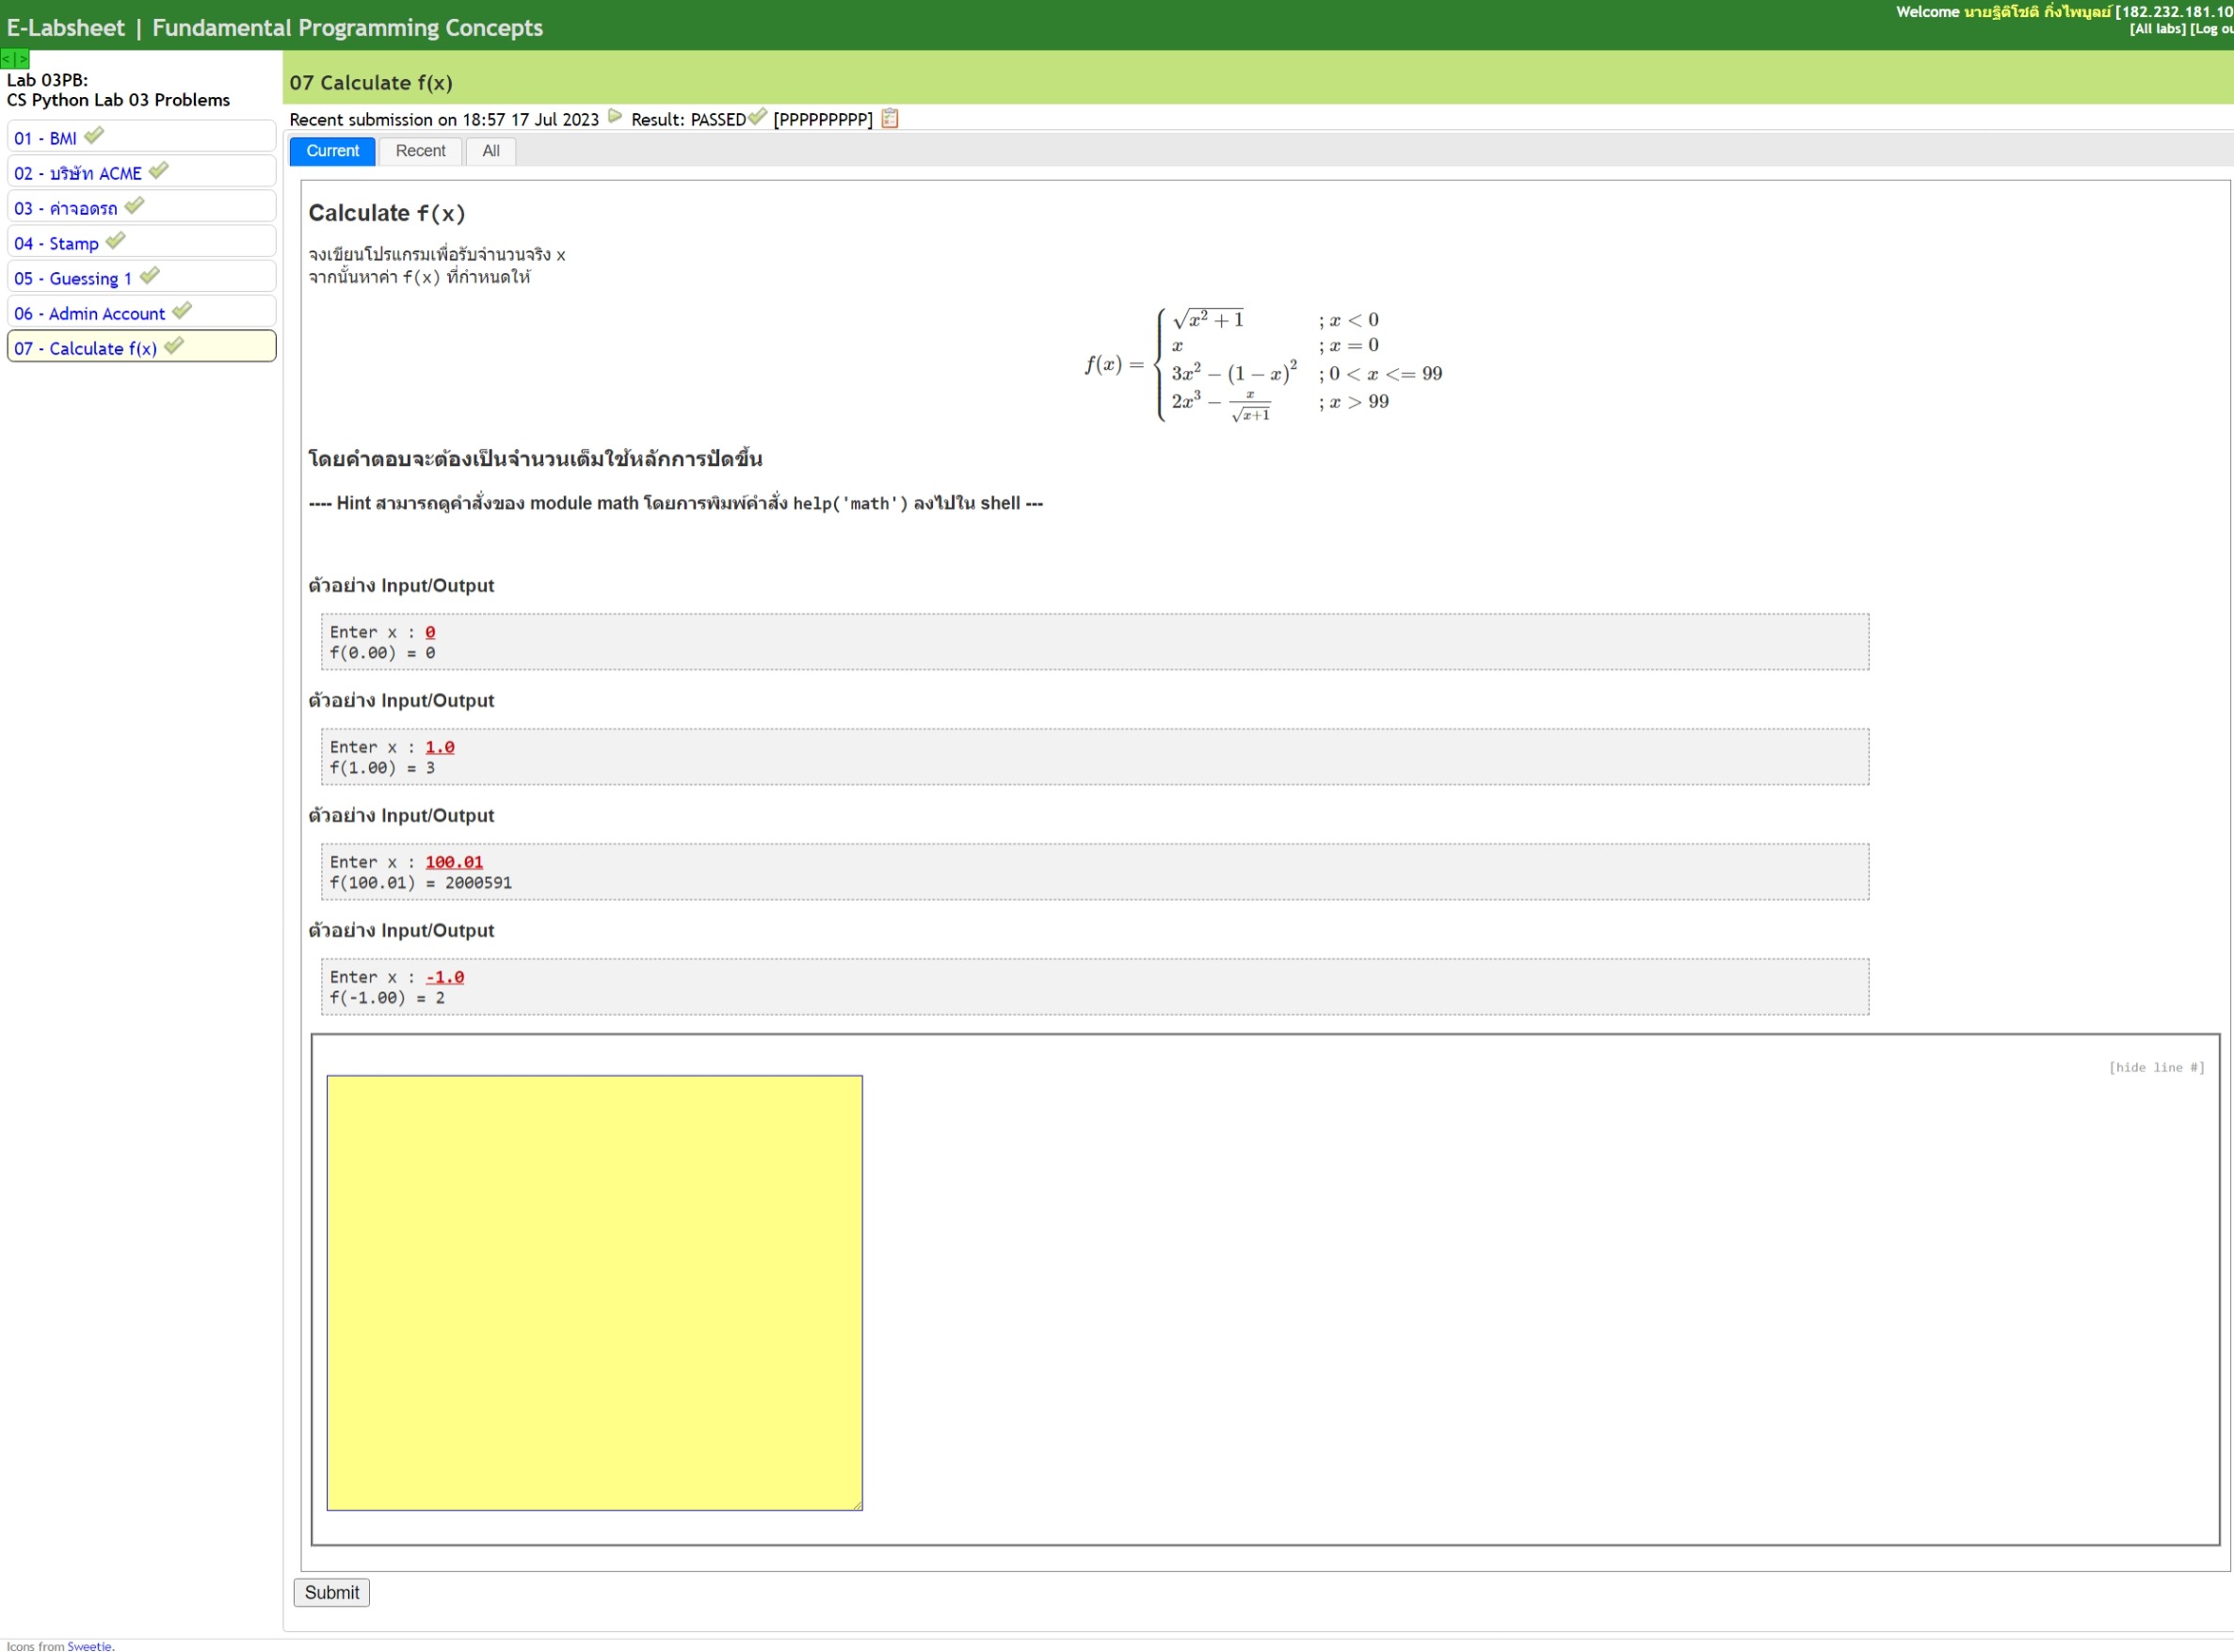 E-Labsheet | Fundamental Programming Concepts
Welcome นายฐิติโชติ กิ่งไพบูลย์ [182.232.181.10
[All labs] [Log ou
< | >
Lab 03PB:
CS Python Lab 03 Problems
01 - BMI
02 - บริษัท ACME
03 - ค่าจอดรถ
04 - Stamp
05 - Guessing 1
06 - Admin Account
07 - Calculate f(x)
07 Calculate f(x)
Recent submission on 18:57 17 Jul 2023 Result: PASSED [PPPPPPPPP]
Current Recent All
Calculate f(x)
จงเขียนโปรแกรมเพื่อรับจำนวนจริง x
จากนั้นหาค่า f(x) ที่กำหนดให้
f(x) = { √(x² + 1) ; x < 0
x ; x = 0
3x² − (1 − x)² ; 0 < x <= 99
2x³ − x/√(x+1) ; x > 99
โดยคำตอบจะต้องเป็นจำนวนเต็มใช้หลักการปัดขึ้น
---- Hint สามารถดูคำสั่งของ module math โดยการพิมพ์คำสั่ง help('math') ลงไปใน shell ---
ตัวอย่าง Input/Output
Enter x : 0
f(0.00) = 0
ตัวอย่าง Input/Output
Enter x : 1.0
f(1.00) = 3
ตัวอย่าง Input/Output
Enter x : 100.01
f(100.01) = 2000591
ตัวอย่าง Input/Output
Enter x : -1.0
f(-1.00) = 2
[hide line #]
Submit
Icons from Sweetie.